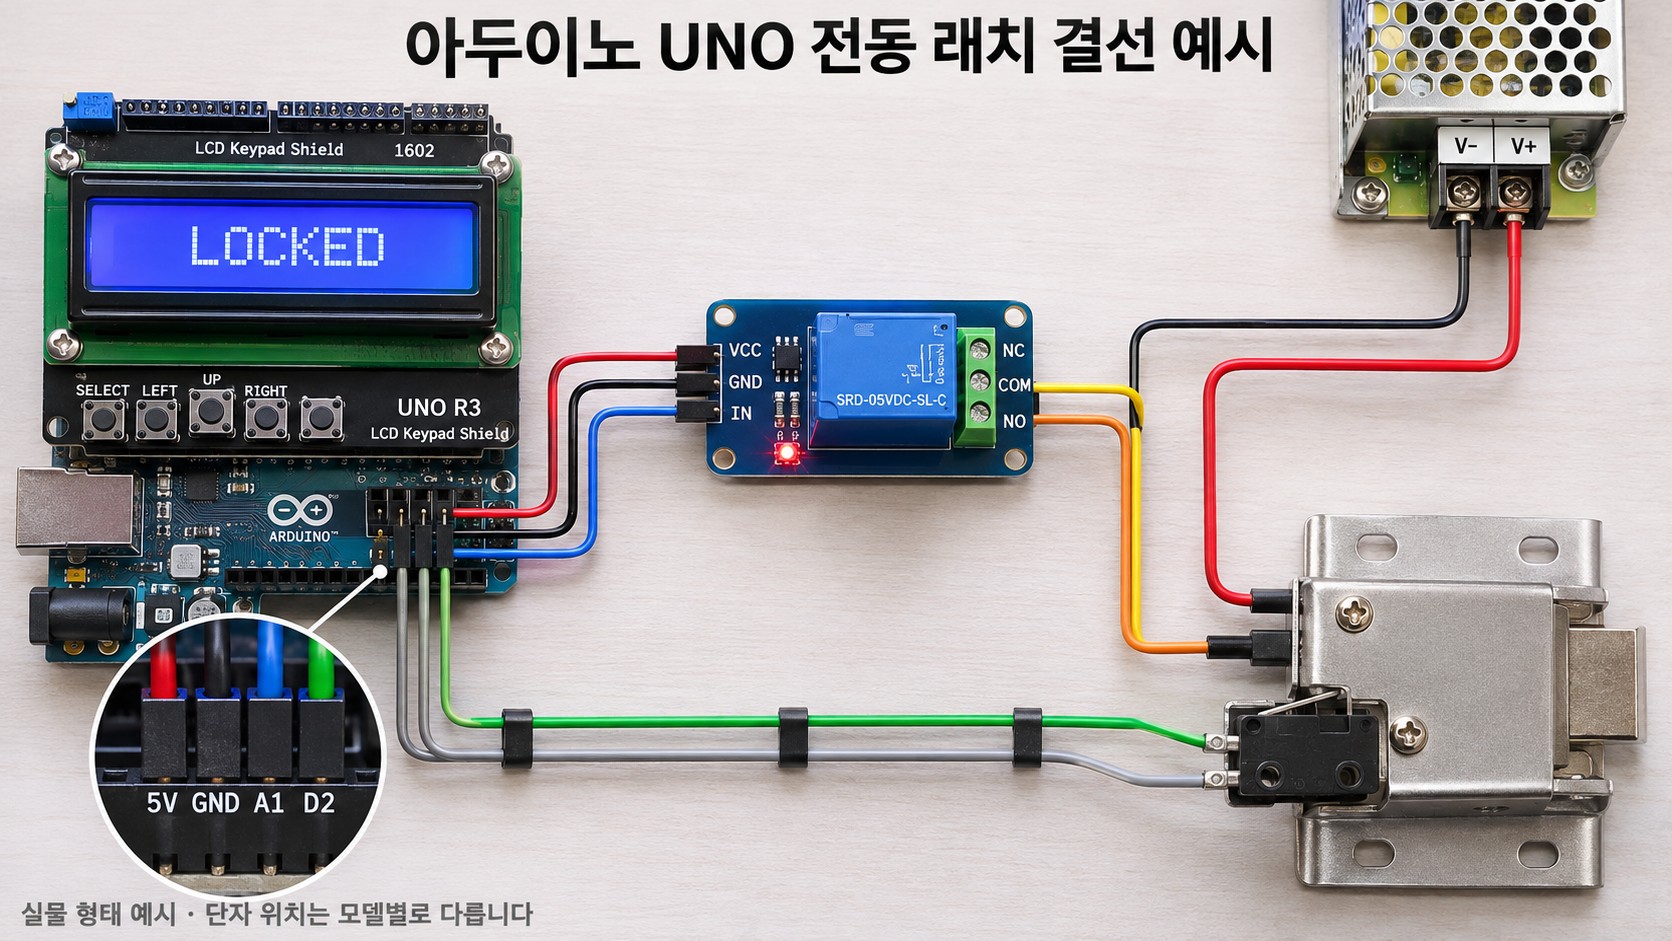 아두이노 UNO 전동 래치 결선 예시
LCD Keypad Shield 1602
LOCKED
SELECT LEFT UP RIGHT
UNO R3
LCD Keypad Shield
ARDUINO
VCC
GND
IN
SRD-05VDC-SL-C
NC
COM
NO
V- V+
5V GND A1 D2
실물 형태 예시 · 단자 위치는 모델별로 다릅니다